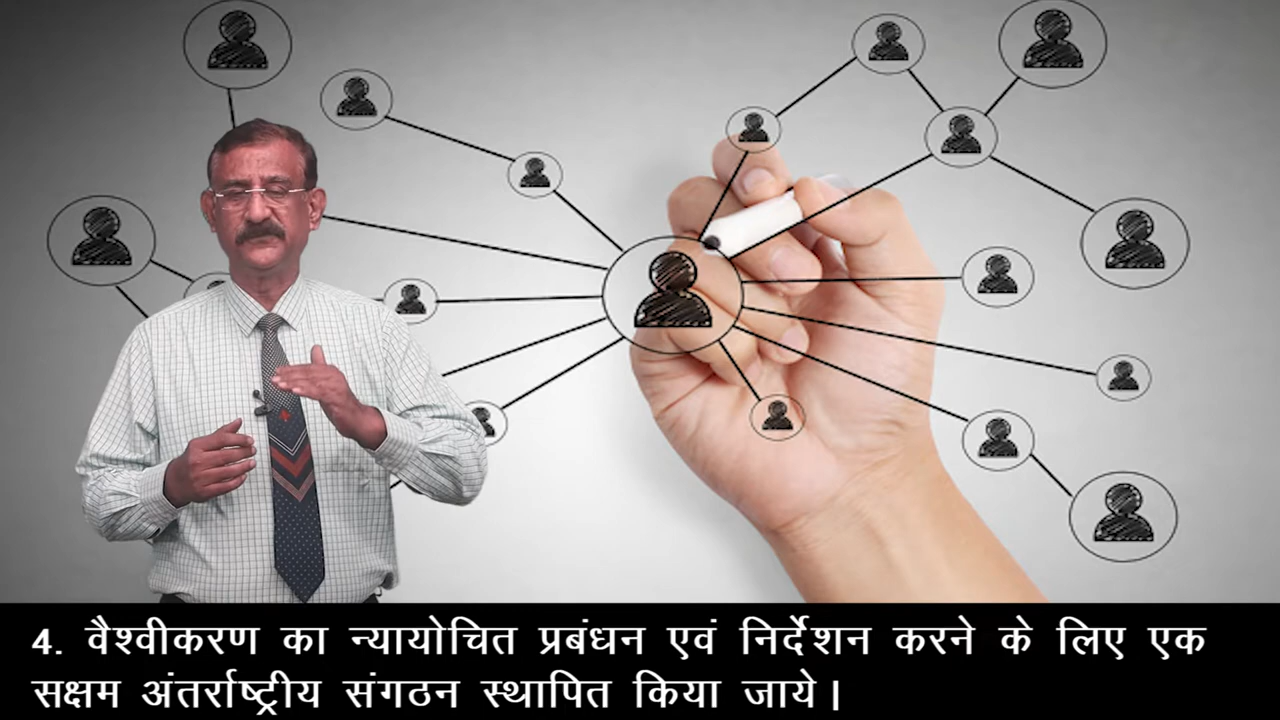 4. वैश्वीकरण का न्यायोचित प्रबंधन एवं निर्देशन करने के लिए एक
सक्षम अंतर्राष्ट्रीय संगठन स्थापित किया जाये।